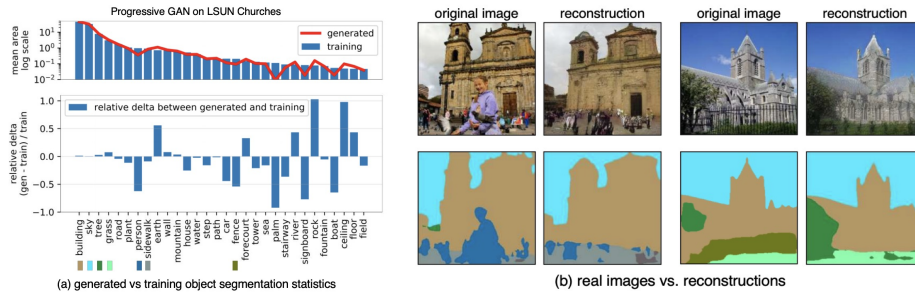 Progressive GAN on LSUN Churches
mean area
log scale
10¹
10⁰
10⁻¹
10⁻²
generated
training
relative delta
(gen - train) / train
1.0
0.5
0.0
−0.5
−1.0
relative delta between generated and training
building
sky
tree
grass
road
plant
person
sidewalk
earth
wall
mountain
house
water
step
path
car
fence
forecourt
tower
sea
palm
stairway
river
signboard
rock
fountain
boat
ceiling
floor
field
(a) generated vs training object segmentation statistics
original image
reconstruction
original image
reconstruction
(b) real images vs. reconstructions